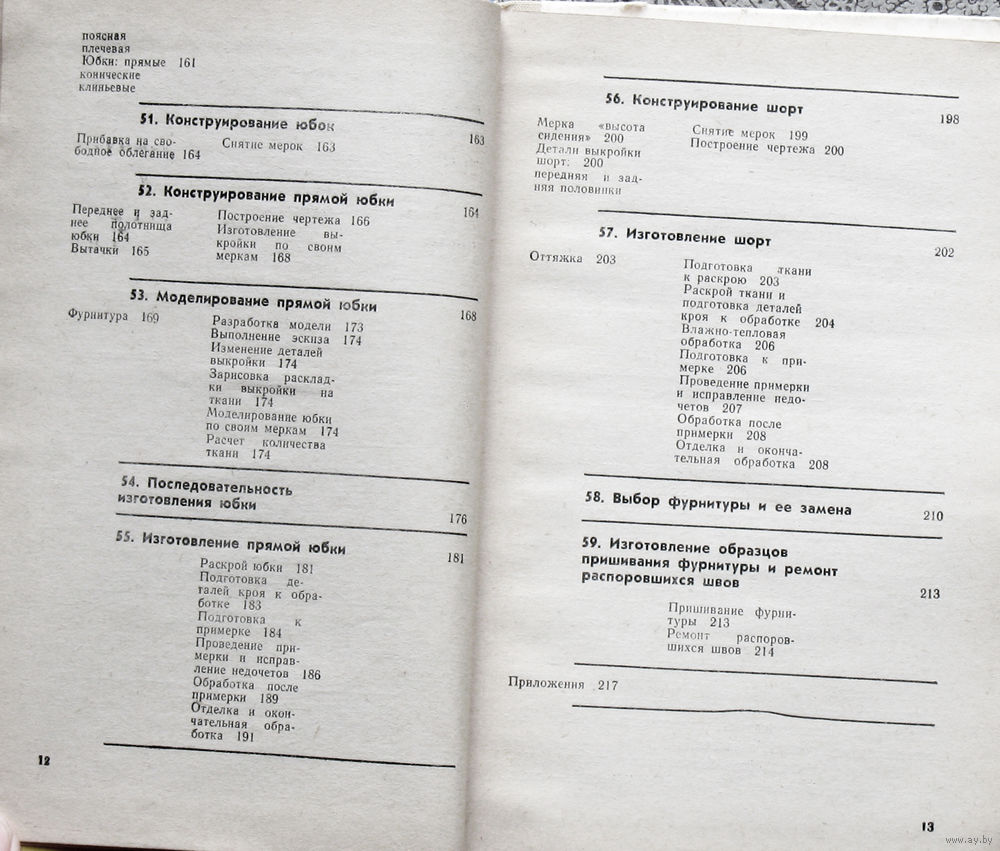 поясная
плечевая
Юбки: прямые 161
конические
клиньевые
51. Конструирование юбок
163
Прибавка на сво-
бодное облегание 164
Снятие мерок 163
52. Конструирование прямой юбки
164
Переднее и зад-
нее полотнища
юбки 164
Вытачки 165
Построение чертежа 166
Изготовление вы-
кройки по своим
меркам 168
53. Моделирование прямой юбки
168
Фурнитура 169
Разработка модели 173
Выполнение эскиза 174
Изменение деталей
выкройки 174
Зарисовка расклад-
ки выкройки на
ткани 174
Моделирование юбки
по своим меркам 174
Расчет количества
ткани 174
54. Последовательность
изготовления юбки
176
55. Изготовление прямой юбки
181
Раскрой юбки 181
Подготовка де-
талей кроя к обра-
ботке 183
Подготовка к
примерке 184
Проведение при-
мерки и исправ-
ление недочетов 186
Обработка после
примерки 189
Отделка и окон-
чательная обра-
ботка 191
12
56. Конструирование шорт
198
Мерка «высота
сидения» 200
Детали выкройки
шорт: 200
передняя и зад-
няя половинки
Снятие мерок 199
Построение чертежа 200
57. Изготовление шорт
202
Оттяжка 203
Подготовка ткани
к раскрою 203
Раскрой ткани и
подготовка деталей
кроя к обработке 204
Влажно-тепловая
обработка 206
Подготовка к при-
мерке 206
Проведение примерки
и исправление недо-
четов 207
Обработка после
примерки 208
Отделка и оконча-
тельная обработка 208
58. Выбор фурнитуры и ее замена
210
59. Изготовление образцов
пришивания фурнитуры и ремонт
распоровшихся швов
213
Пришивание фурни-
туры 213
Ремонт распоров-
шихся швов 214
Приложения 217
13
www.ay.by